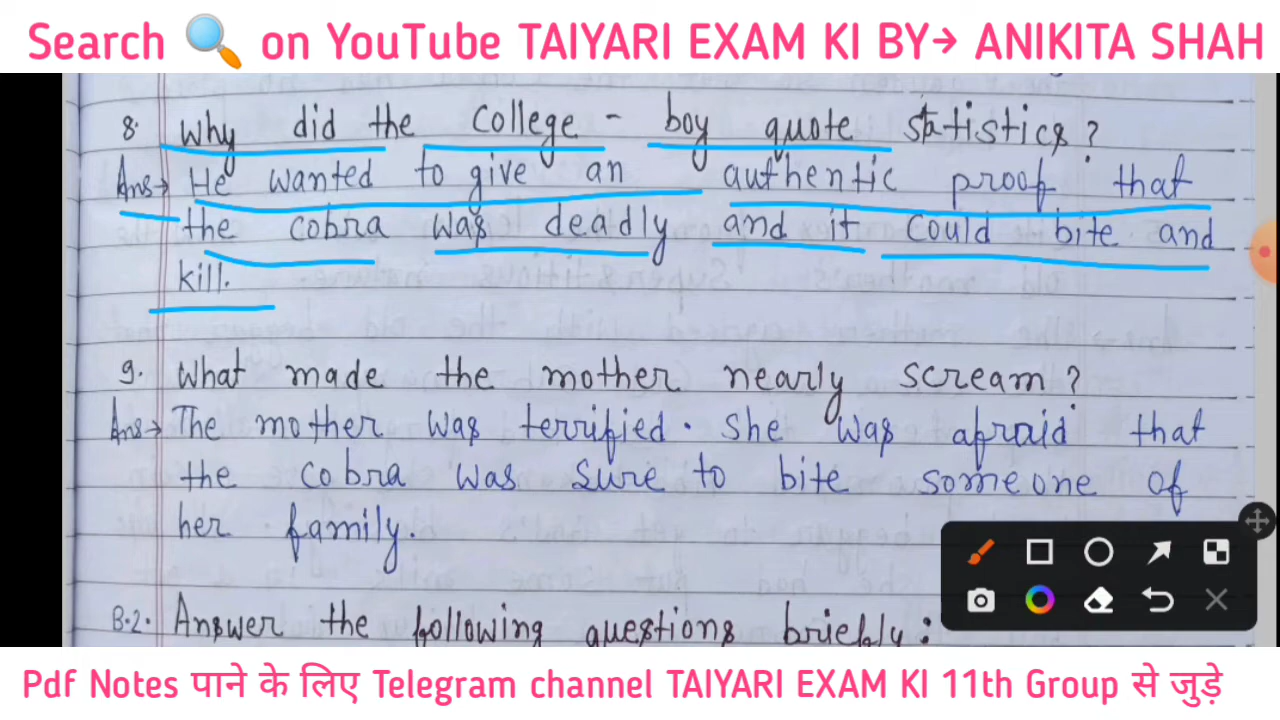 Search 🔍 on YouTube TAIYARI EXAM KI BY→ ANIKITA SHAH
8. Why did the college - boy quote statistics?
Ans→ He wanted to give an authentic proof that
the cobra was deadly and it could bite and
kill.
9. What made the mother nearly scream?
Ans→ The mother was terrified. She was afraid that
the cobra was sure to bite someone of
her family.
B.2. Answer the following questions briefly:
Pdf Notes पाने के लिए Telegram channel TAIYARI EXAM KI 11th Group से जुड़े